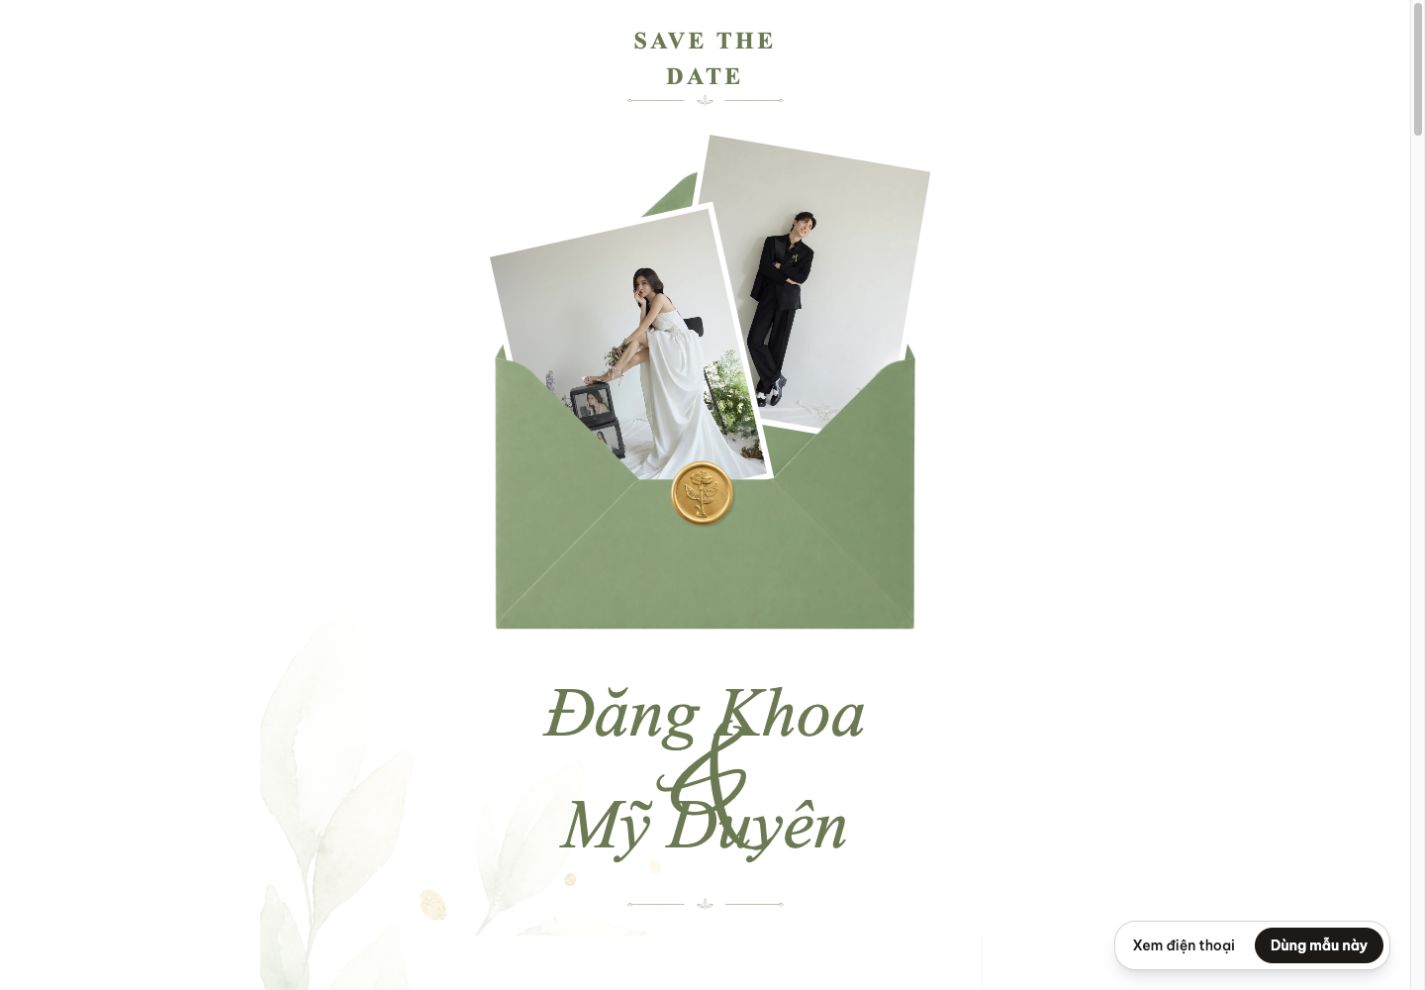 SAVE THE
DATE
Đăng Khoa
&
Mỹ Duyên
Xem điện thoại
Dùng mẫu này